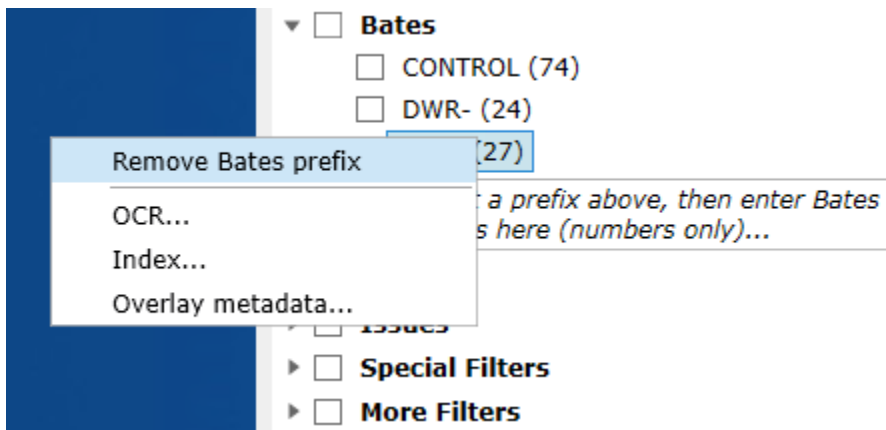 Bates
CONTROL (74)
DWR- (24)
(27)
Remove Bates prefix
OCR...
Index...
Overlay metadata...
a prefix above, then enter Bates
s here (numbers only)...
Issues
Special Filters
More Filters